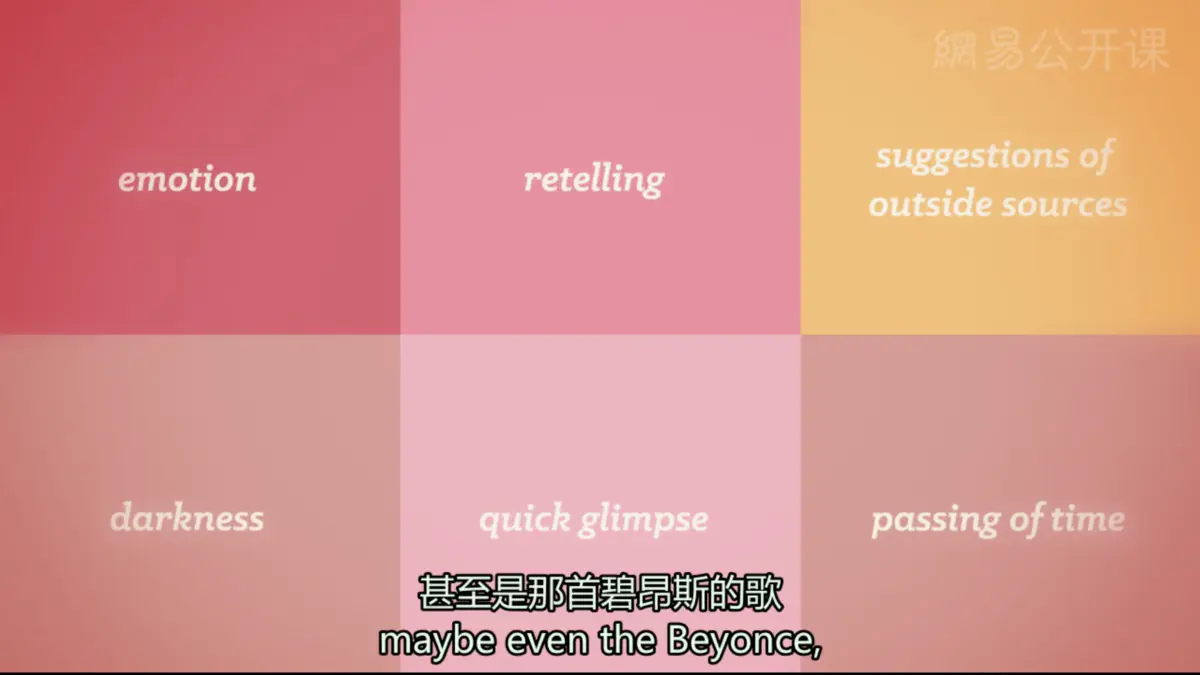 網易公开课
emotion
retelling
suggestions of
outside sources
darkness
quick glimpse
passing of time
甚至是那首碧昂斯的歌
maybe even the Beyonce,